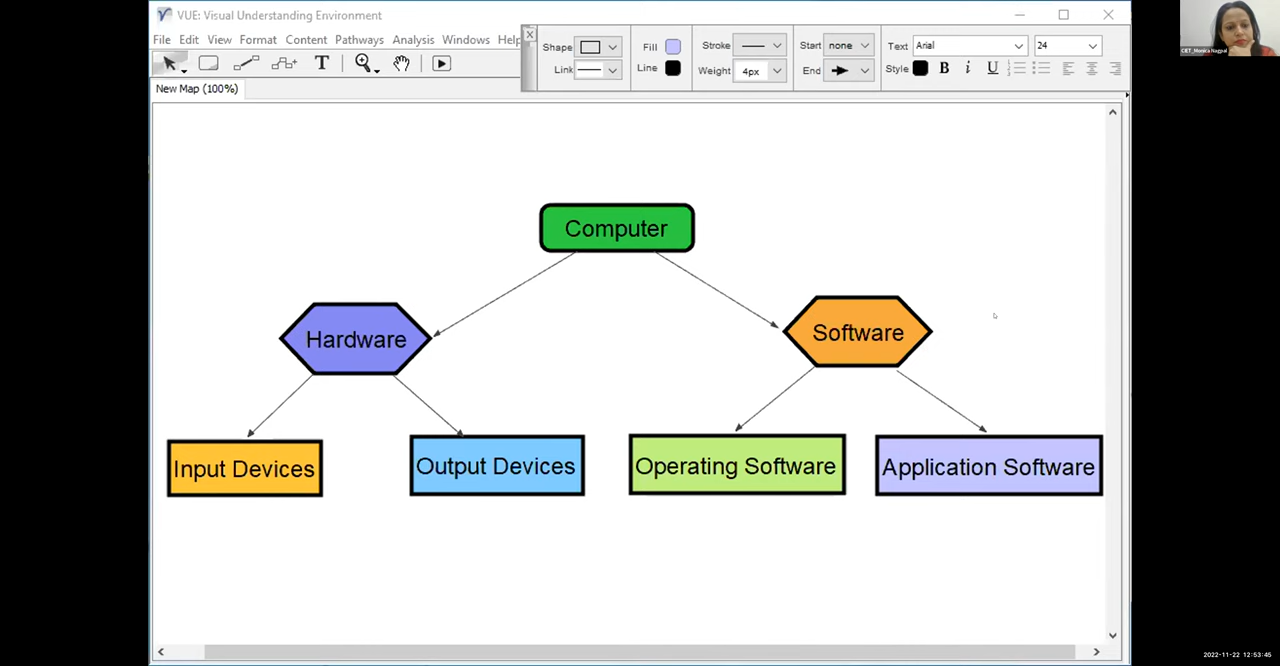 VUE: Visual Understanding Environment
File Edit View Format Content Pathways Analysis Windows Help
Shape Fill Stroke Start none Text Arial 24
Link Line Weight 4px End Style B i U
New Map (100%)
Computer
Hardware Software
Input Devices Output Devices Operating Software Application Software
CIET_Monica Nagpal
2022-11-22 12:53:45